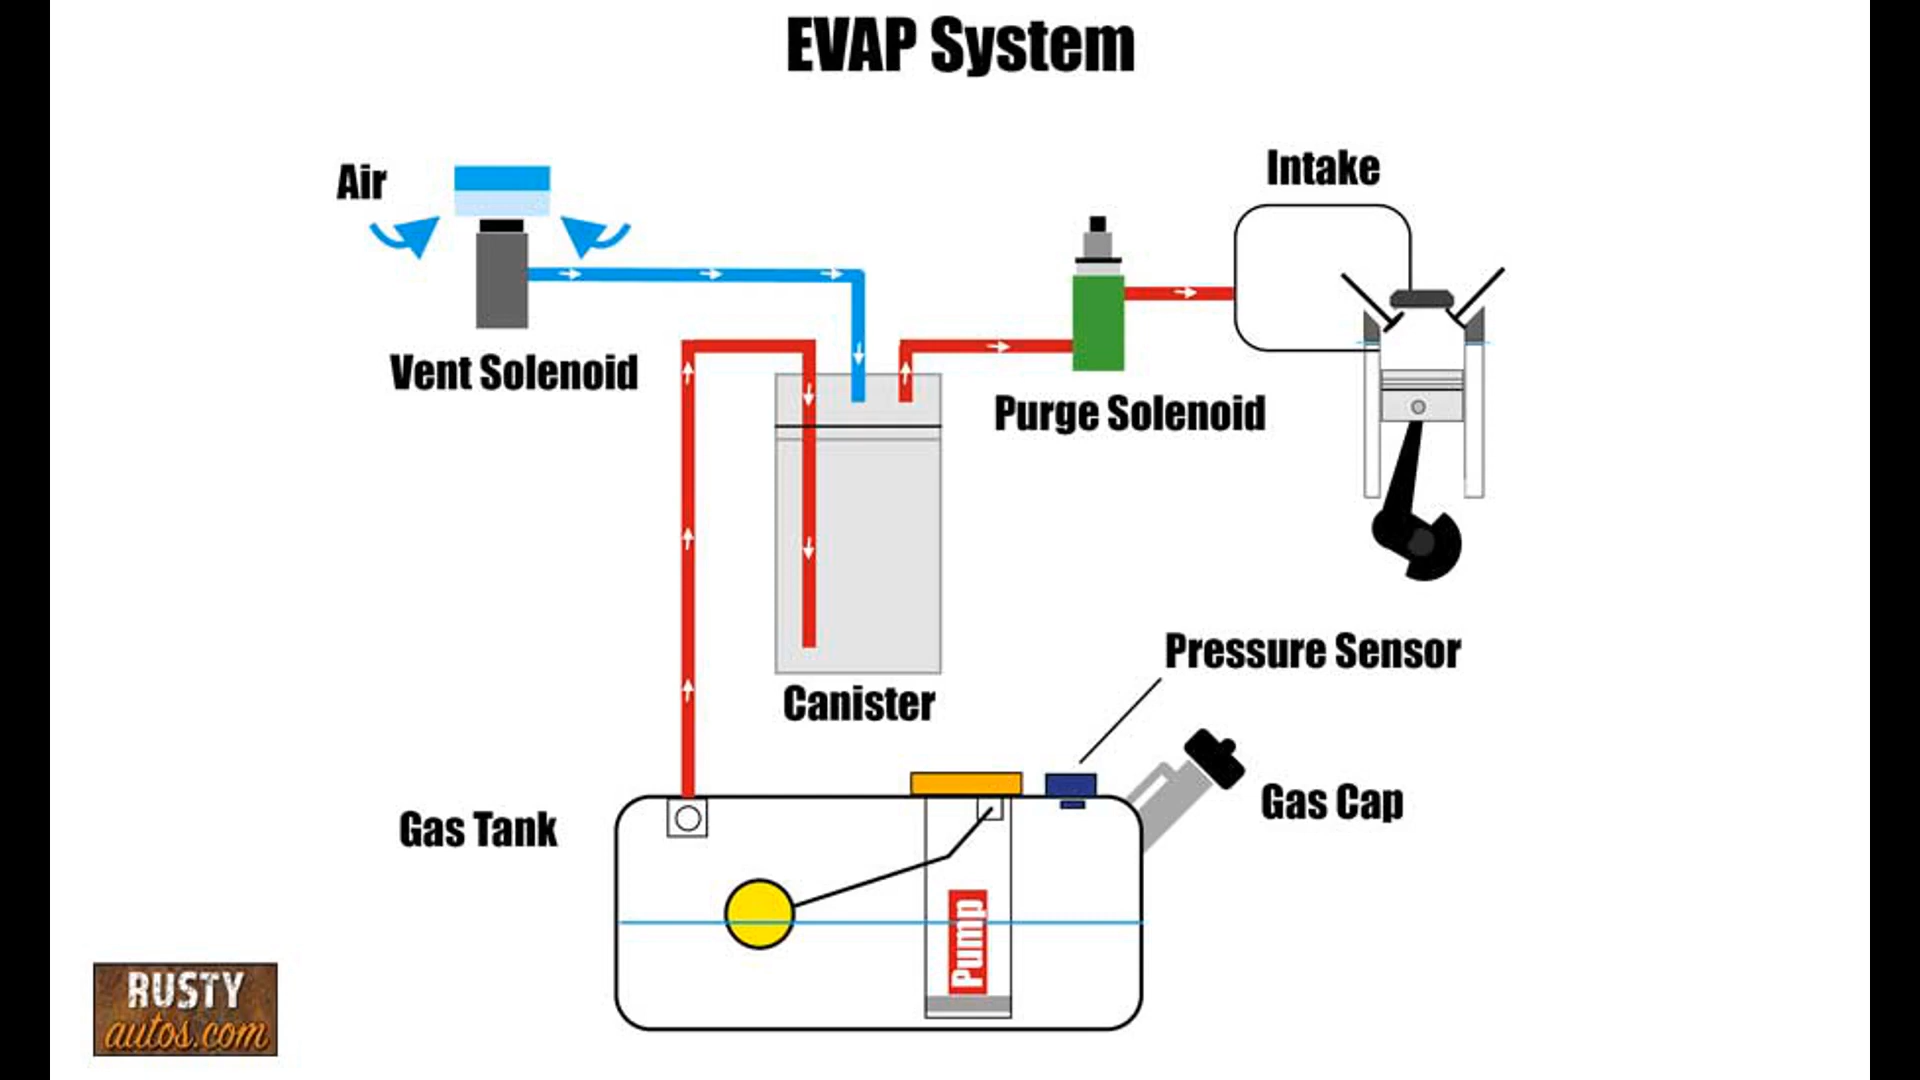 EVAP System
Air
Intake
Vent Solenoid
Purge Solenoid
Pressure Sensor
Canister
Gas Tank
Gas Cap
Pump
RUSTY
autos.com